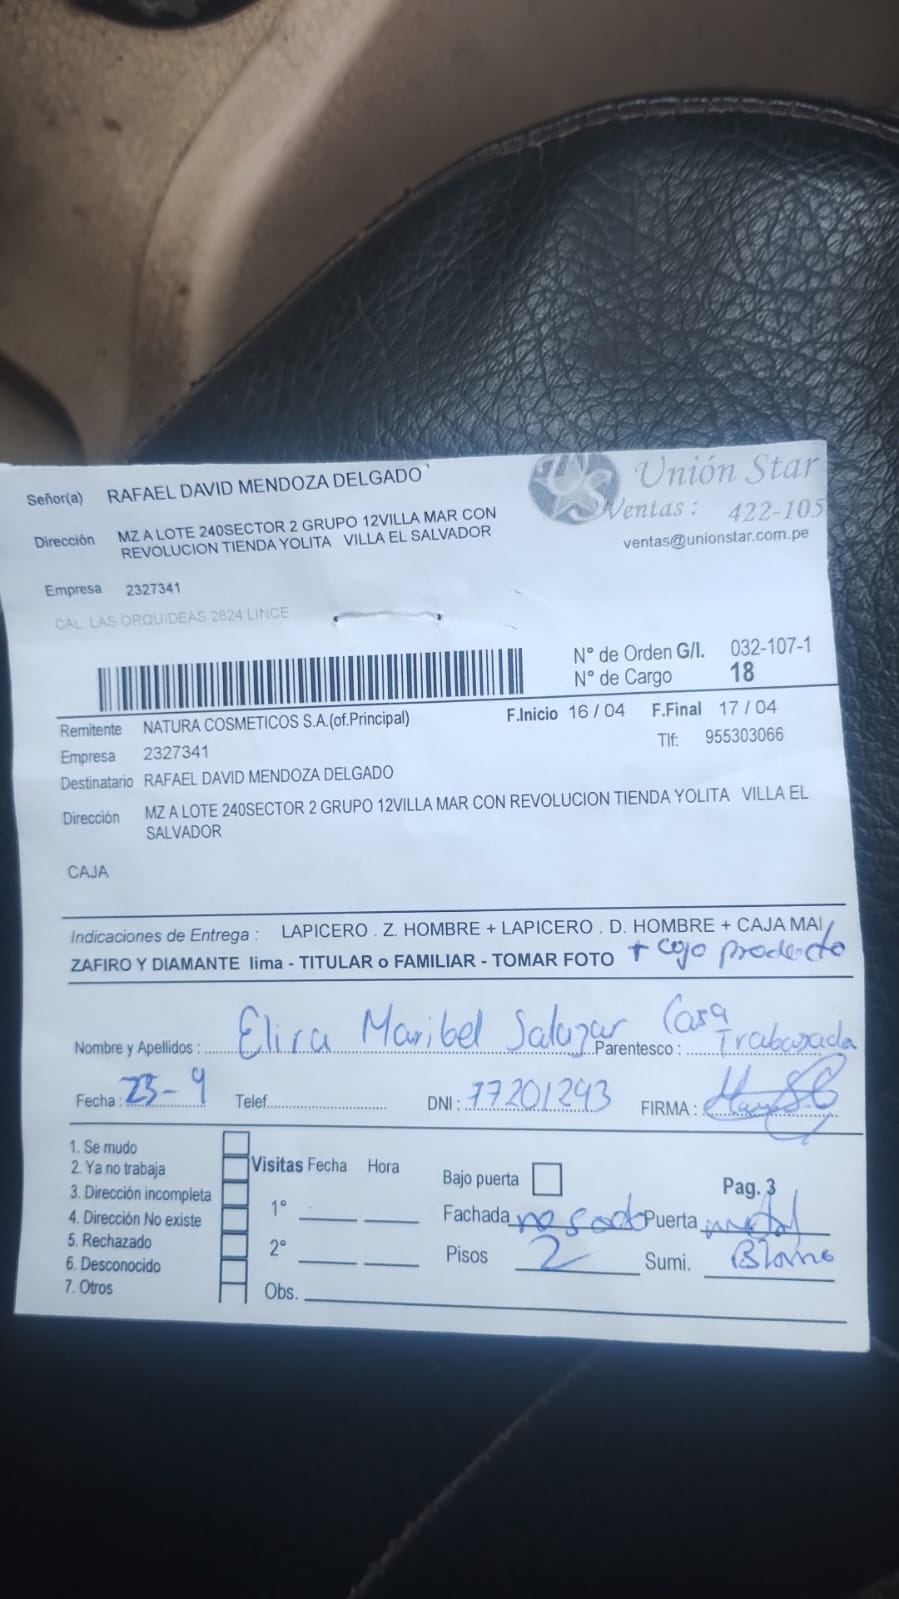 Señor(a) RAFAEL DAVID MENDOZA DELGADO
Unión Star
Dirección MZ A LOTE 240SECTOR 2 GRUPO 12VILLA MAR CON
REVOLUCION TIENDA YOLITA VILLA EL SALVADOR
Ventas : 422-105
ventas@unionstar.com.pe
Empresa 2327341
CAL LAS ORQUIDEAS 2624 LINCE
N° de Orden G/I. 032-107-1
N° de Cargo 18
Remitente NATURA COSMETICOS S.A.(of.Principal)
F.Inicio 16 / 04 F.Final 17 / 04
Empresa 2327341
Tlf: 955303066
Destinatario RAFAEL DAVID MENDOZA DELGADO
Dirección MZ A LOTE 240SECTOR 2 GRUPO 12VILLA MAR CON REVOLUCION TIENDA YOLITA VILLA EL
SALVADOR
CAJA
Indicaciones de Entrega : LAPICERO . Z. HOMBRE + LAPICERO . D. HOMBRE + CAJA MAI
ZAFIRO Y DIAMANTE lima - TITULAR o FAMILIAR - TOMAR FOTO + cojo producto
Nombre y Apellidos : Elira Maribel Salazar Parentesco : Casa Trabajada
Fecha : 23-9 Telef. DNI : 77201293 FIRMA :
1. Se mudo
2. Ya no trabaja
3. Dirección incompleta
4. Dirección No existe
5. Rechazado
6. Desconocido
7. Otros
Visitas Fecha Hora
1°
2°
Obs.
Bajo puerta
Pag. 3
Fachada rosado Puerta metal
Pisos 2 Sumi. Blanco